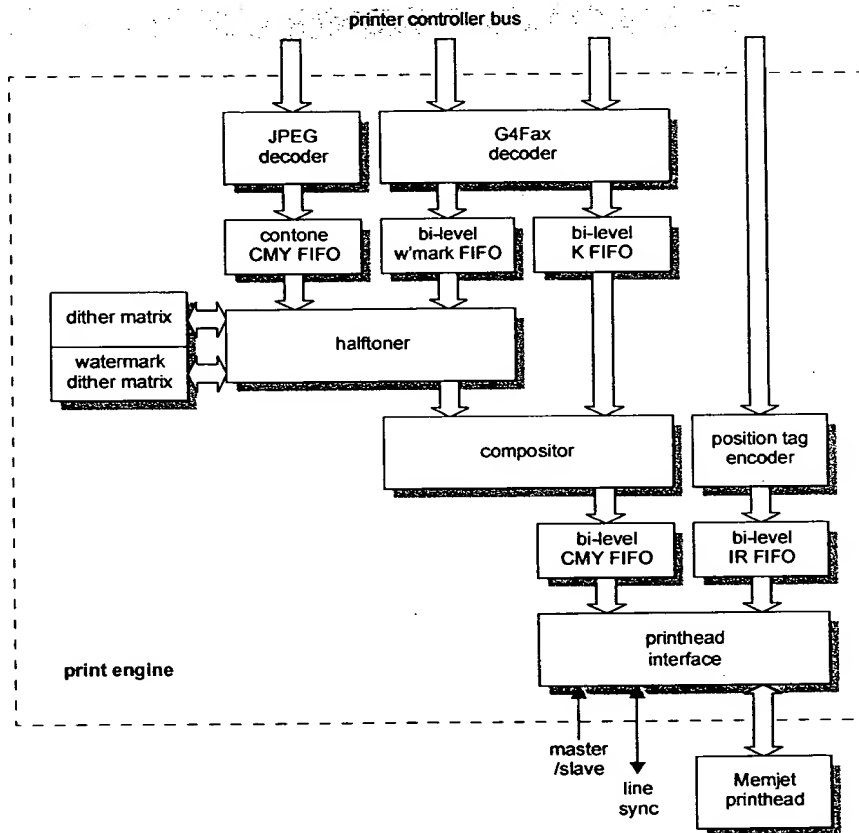 printer controller bus
JPEG
decoder
G4Fax
decoder
contone
CMY FIFO
bi-level
w'mark FIFO
bi-level
K FIFO
dither matrix
watermark
dither matrix
halftoner
compositor
position tag
encoder
bi-level
CMY FIFO
bi-level
IR FIFO
printhead
interface
print engine
master
/slave
line
sync
Memjet
printhead